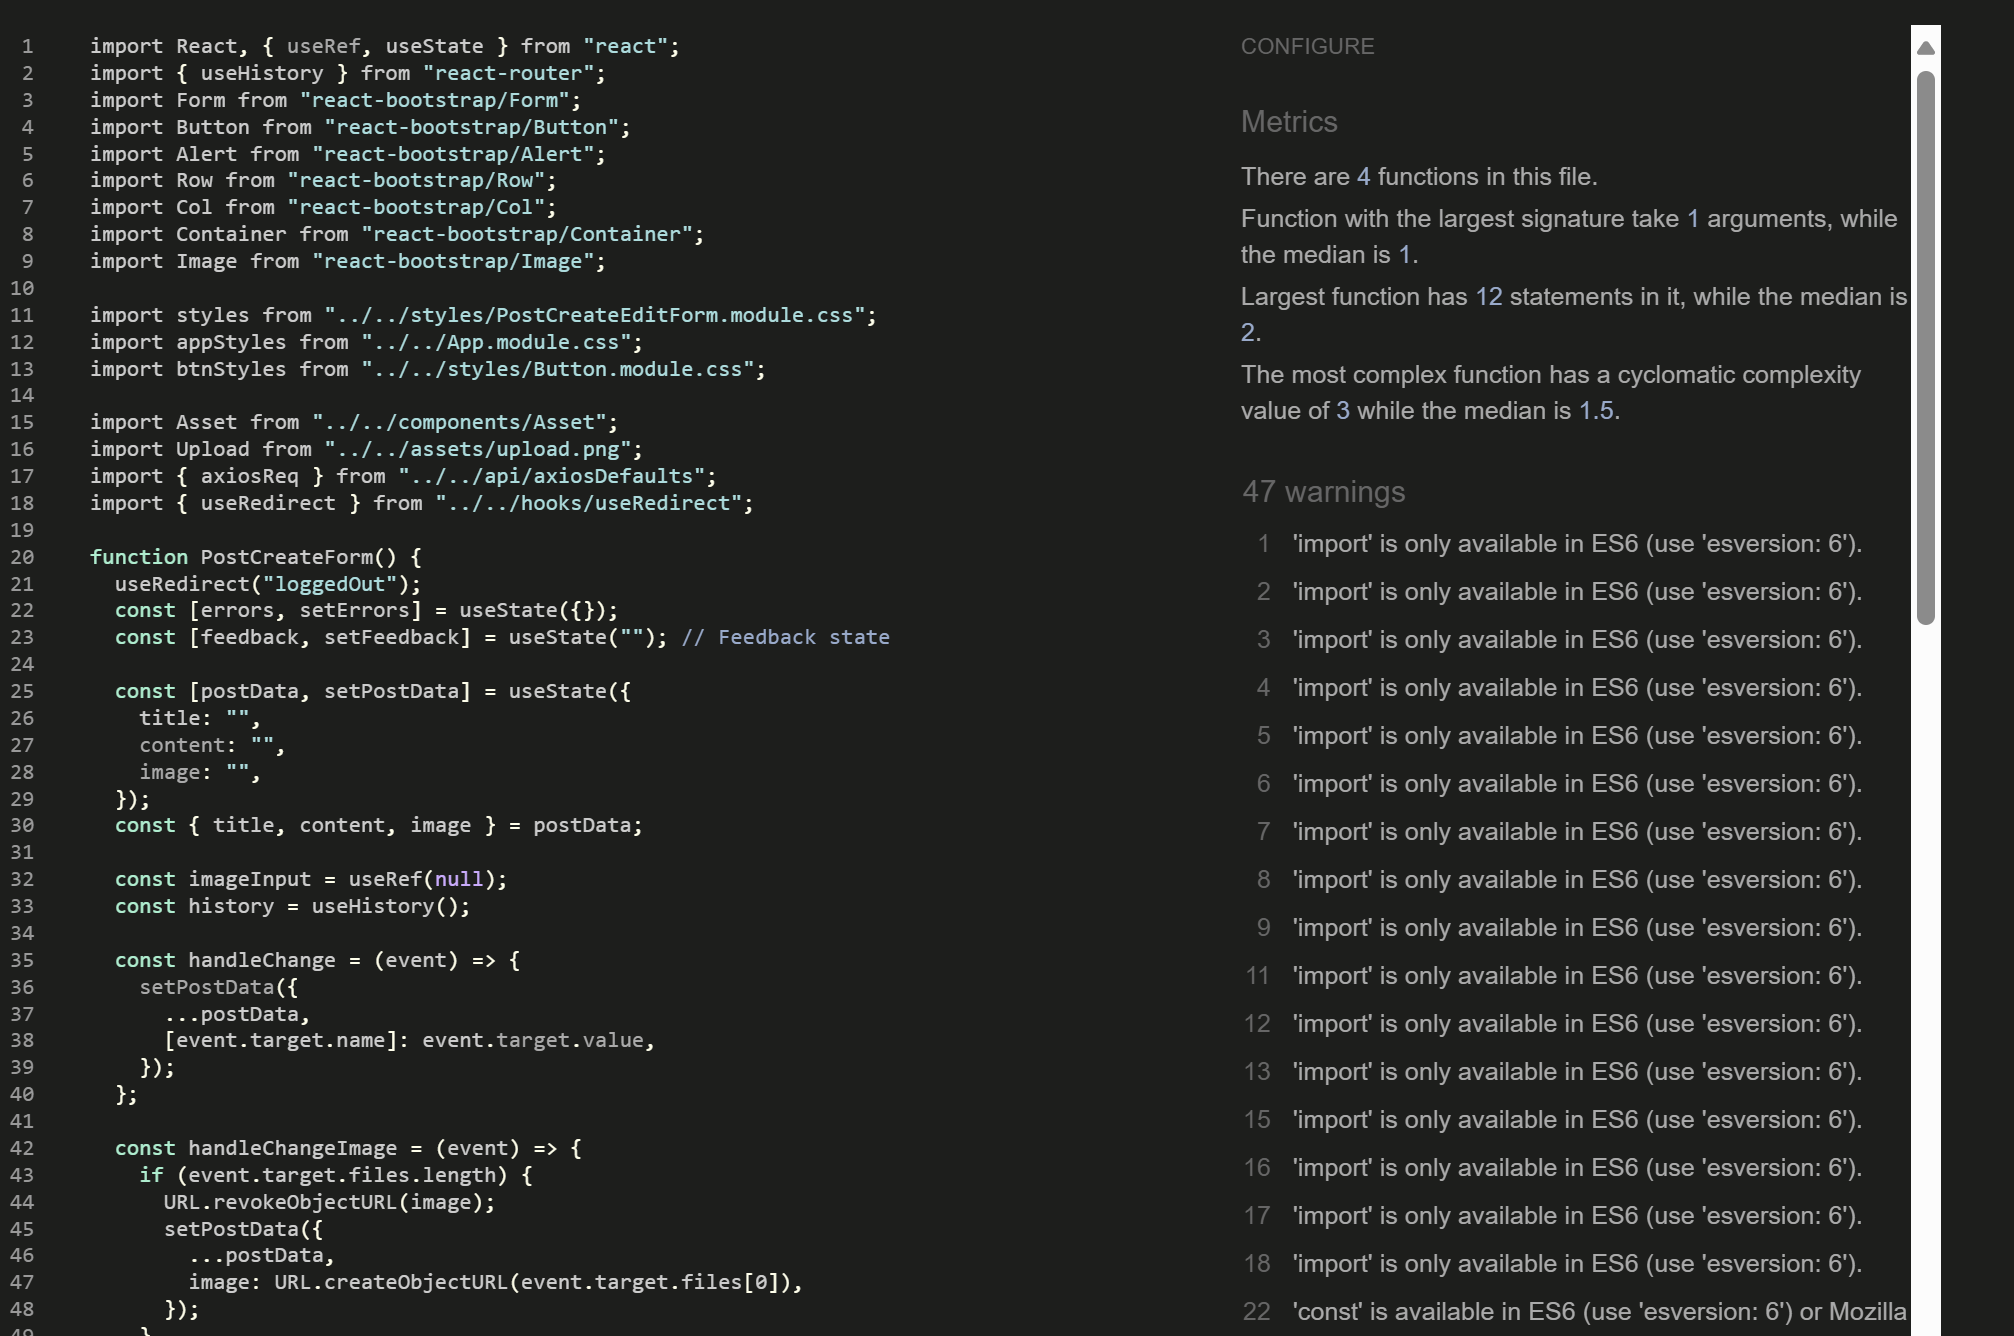 1 import React, { useRef, useState } from "react";
2 import { useHistory } from "react-router";
3 import Form from "react-bootstrap/Form";
4 import Button from "react-bootstrap/Button";
5 import Alert from "react-bootstrap/Alert";
6 import Row from "react-bootstrap/Row";
7 import Col from "react-bootstrap/Col";
8 import Container from "react-bootstrap/Container";
9 import Image from "react-bootstrap/Image";
10
11 import styles from "../../styles/PostCreateEditForm.module.css";
12 import appStyles from "../../App.module.css";
13 import btnStyles from "../../styles/Button.module.css";
14
15 import Asset from "../../components/Asset";
16 import Upload from "../../assets/upload.png";
17 import { axiosReq } from "../../api/axiosDefaults";
18 import { useRedirect } from "../../hooks/useRedirect";
19
20 function PostCreateForm() {
21 useRedirect("loggedOut");
22 const [errors, setErrors] = useState({});
23 const [feedback, setFeedback] = useState(""); // Feedback state
24
25 const [postData, setPostData] = useState({
26 title: "",
27 content: "",
28 image: "",
29 });
30 const { title, content, image } = postData;
31
32 const imageInput = useRef(null);
33 const history = useHistory();
34
35 const handleChange = (event) => {
36 setPostData({
37 ...postData,
38 [event.target.name]: event.target.value,
39 });
40 };
41
42 const handleChangeImage = (event) => {
43 if (event.target.files.length) {
44 URL.revokeObjectURL(image);
45 setPostData({
46 ...postData,
47 image: URL.createObjectURL(event.target.files[0]),
48 });
49 }
CONFIGURE
Metrics
There are 4 functions in this file.
Function with the largest signature take 1 arguments, while
the median is 1.
Largest function has 12 statements in it, while the median is
2.
The most complex function has a cyclomatic complexity
value of 3 while the median is 1.5.
47 warnings
1 'import' is only available in ES6 (use 'esversion: 6').
2 'import' is only available in ES6 (use 'esversion: 6').
3 'import' is only available in ES6 (use 'esversion: 6').
4 'import' is only available in ES6 (use 'esversion: 6').
5 'import' is only available in ES6 (use 'esversion: 6').
6 'import' is only available in ES6 (use 'esversion: 6').
7 'import' is only available in ES6 (use 'esversion: 6').
8 'import' is only available in ES6 (use 'esversion: 6').
9 'import' is only available in ES6 (use 'esversion: 6').
11 'import' is only available in ES6 (use 'esversion: 6').
12 'import' is only available in ES6 (use 'esversion: 6').
13 'import' is only available in ES6 (use 'esversion: 6').
15 'import' is only available in ES6 (use 'esversion: 6').
16 'import' is only available in ES6 (use 'esversion: 6').
17 'import' is only available in ES6 (use 'esversion: 6').
18 'import' is only available in ES6 (use 'esversion: 6').
22 'const' is available in ES6 (use 'esversion: 6') or Mozilla